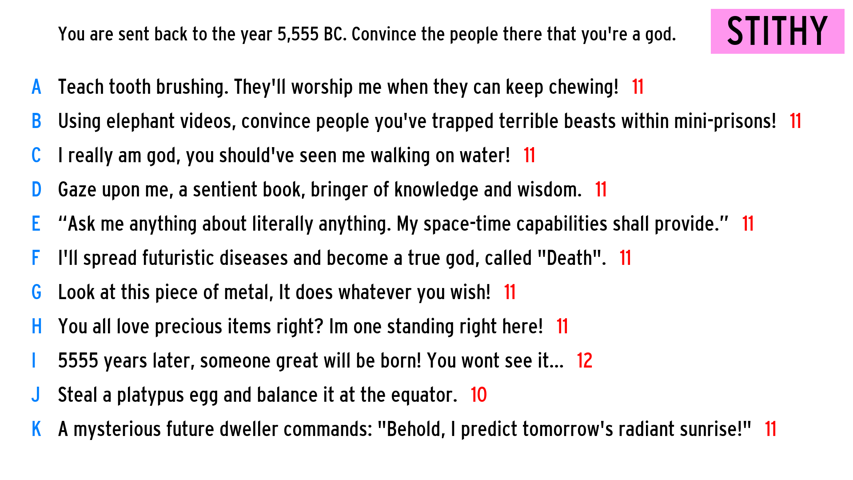 You are sent back to the year 5,555 BC. Convince the people there that you're a god.
STITHY
A Teach tooth brushing. They'll worship me when they can keep chewing! 11
B Using elephant videos, convince people you've trapped terrible beasts within mini-prisons! 11
C I really am god, you should've seen me walking on water! 11
D Gaze upon me, a sentient book, bringer of knowledge and wisdom. 11
E “Ask me anything about literally anything. My space-time capabilities shall provide.” 11
F I'll spread futuristic diseases and become a true god, called "Death". 11
G Look at this piece of metal, It does whatever you wish! 11
H You all love precious items right? Im one standing right here! 11
I 5555 years later, someone great will be born! You wont see it... 12
J Steal a platypus egg and balance it at the equator. 10
K A mysterious future dweller commands: "Behold, I predict tomorrow's radiant sunrise!" 11